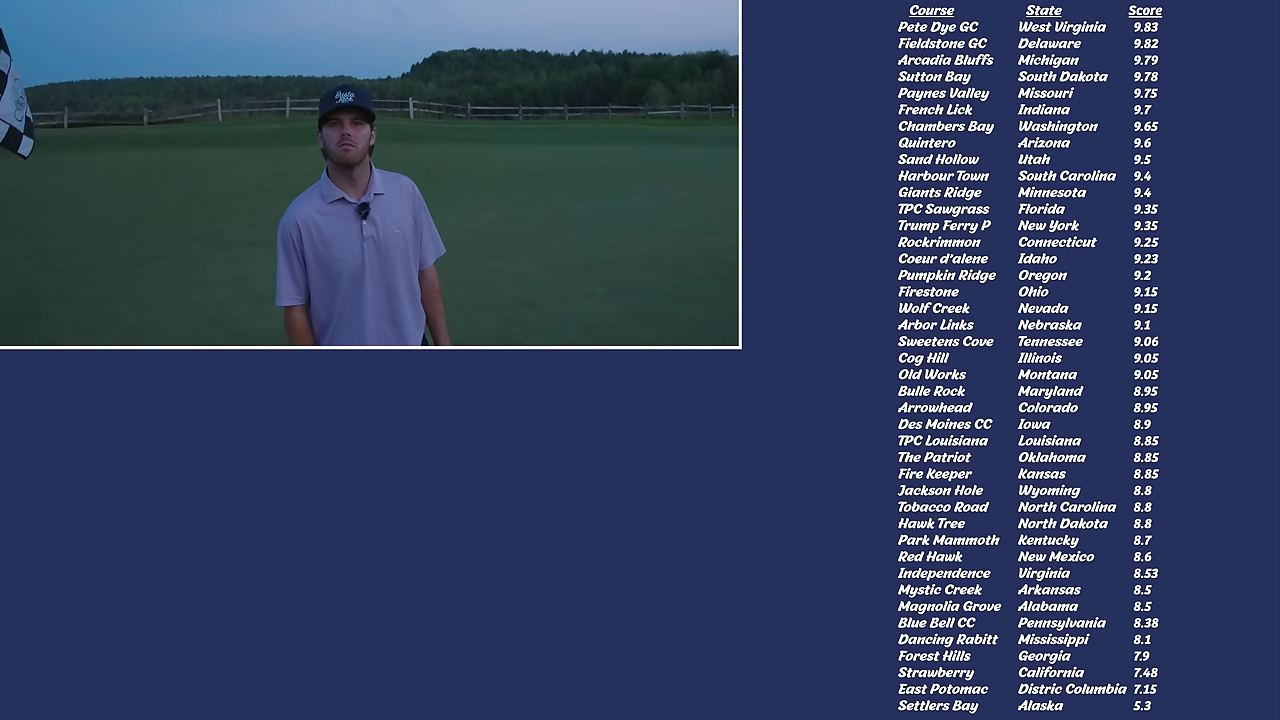 Course State Score
Pete Dye GC West Virginia 9.83
Fieldstone GC Delaware 9.82
Arcadia Bluffs Michigan 9.79
Sutton Bay South Dakota 9.78
Paynes Valley Missouri 9.75
French Lick Indiana 9.7
Chambers Bay Washington 9.65
Quintero Arizona 9.6
Sand Hollow Utah 9.5
Harbour Town South Carolina 9.4
Giants Ridge Minnesota 9.4
TPC Sawgrass Florida 9.35
Trump Ferry P New York 9.35
Rockrimmon Connecticut 9.25
Coeur d'alene Idaho 9.23
Pumpkin Ridge Oregon 9.2
Firestone Ohio 9.15
Wolf Creek Nevada 9.15
Arbor Links Nebraska 9.1
Sweetens Cove Tennessee 9.06
Cog Hill Illinois 9.05
Old Works Montana 9.05
Bulle Rock Maryland 8.95
Arrowhead Colorado 8.95
Des Moines CC Iowa 8.9
TPC Louisiana Louisiana 8.85
The Patriot Oklahoma 8.85
Fire Keeper Kansas 8.85
Jackson Hole Wyoming 8.8
Tobacco Road North Carolina 8.8
Hawk Tree North Dakota 8.8
Park Mammoth Kentucky 8.7
Red Hawk New Mexico 8.6
Independence Virginia 8.53
Mystic Creek Arkansas 8.5
Magnolia Grove Alabama 8.5
Blue Bell CC Pennsylvania 8.38
Dancing Rabitt Mississippi 8.1
Forest Hills Georgia 7.9
Strawberry California 7.48
East Potomac Distric Columbia 7.15
Settlers Bay Alaska 5.3